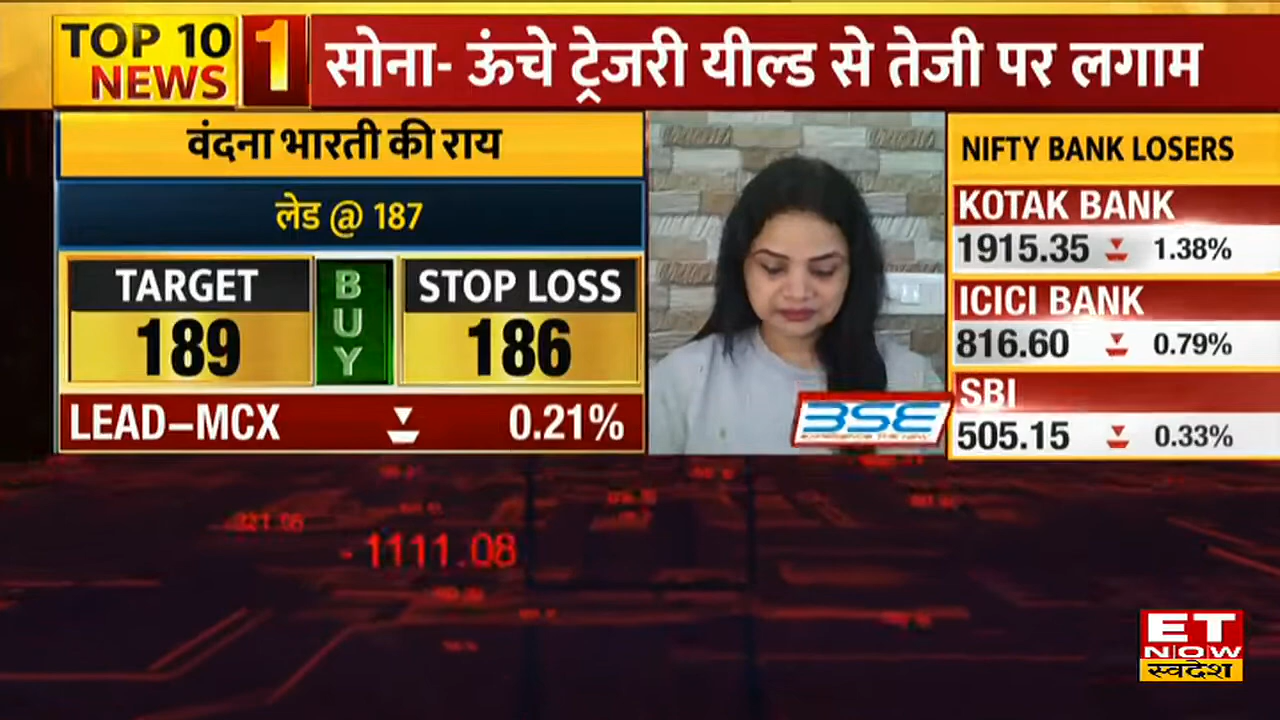 TOP 10
NEWS
1
सोना- ऊंचे ट्रेजरी यील्ड से तेजी पर लगाम
वंदना भारती की राय
लेड @ 187
TARGET
189
BUY
STOP LOSS
186
LEAD-MCX 0.21%
BSE
NIFTY BANK LOSERS
KOTAK BANK
1915.35 1.38%
ICICI BANK
816.60 0.79%
SBI
505.15 0.33%
- 1111.08
ET
NOW
स्वदेश